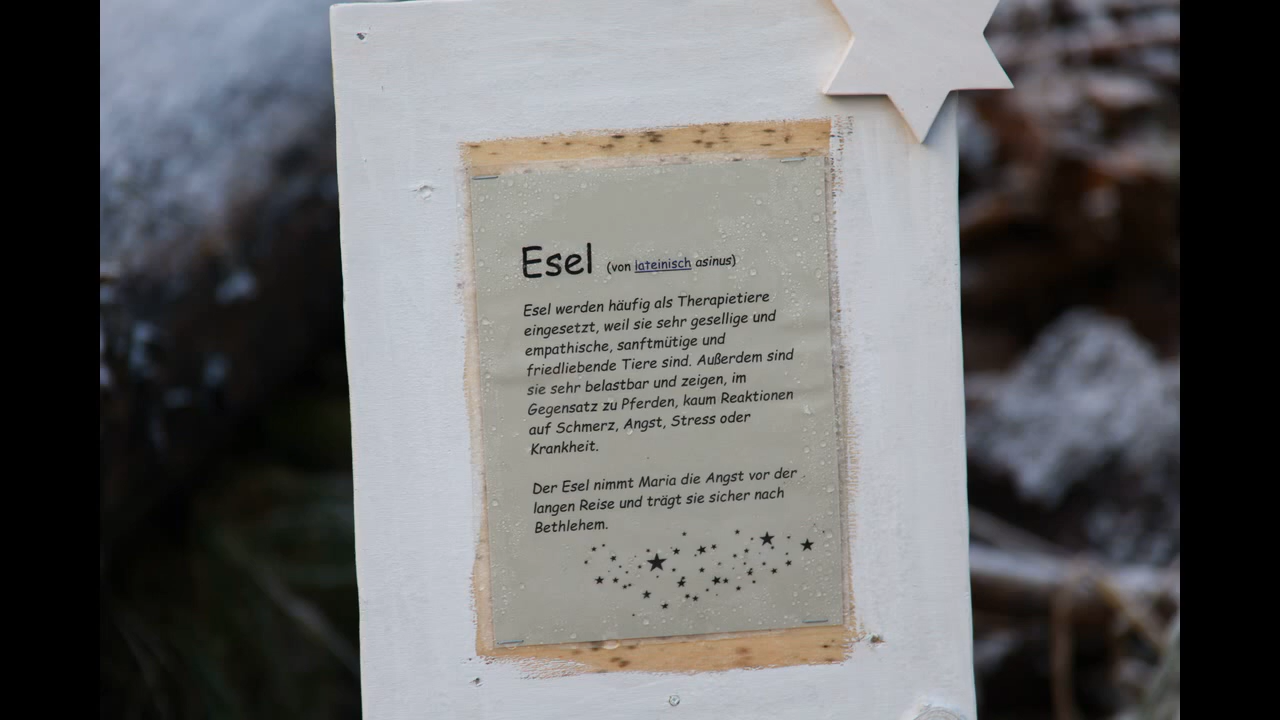 Esel (von lateinisch asinus)
Esel werden häufig als Therapietiere
eingesetzt, weil sie sehr gesellige und
empathische, sanftmütige und
friedliebende Tiere sind. Außerdem sind
sie sehr belastbar und zeigen, im
Gegensatz zu Pferden, kaum Reaktionen
auf Schmerz, Angst, Stress oder
Krankheit.
Der Esel nimmt Maria die Angst vor der
langen Reise und trägt sie sicher nach
Bethlehem.